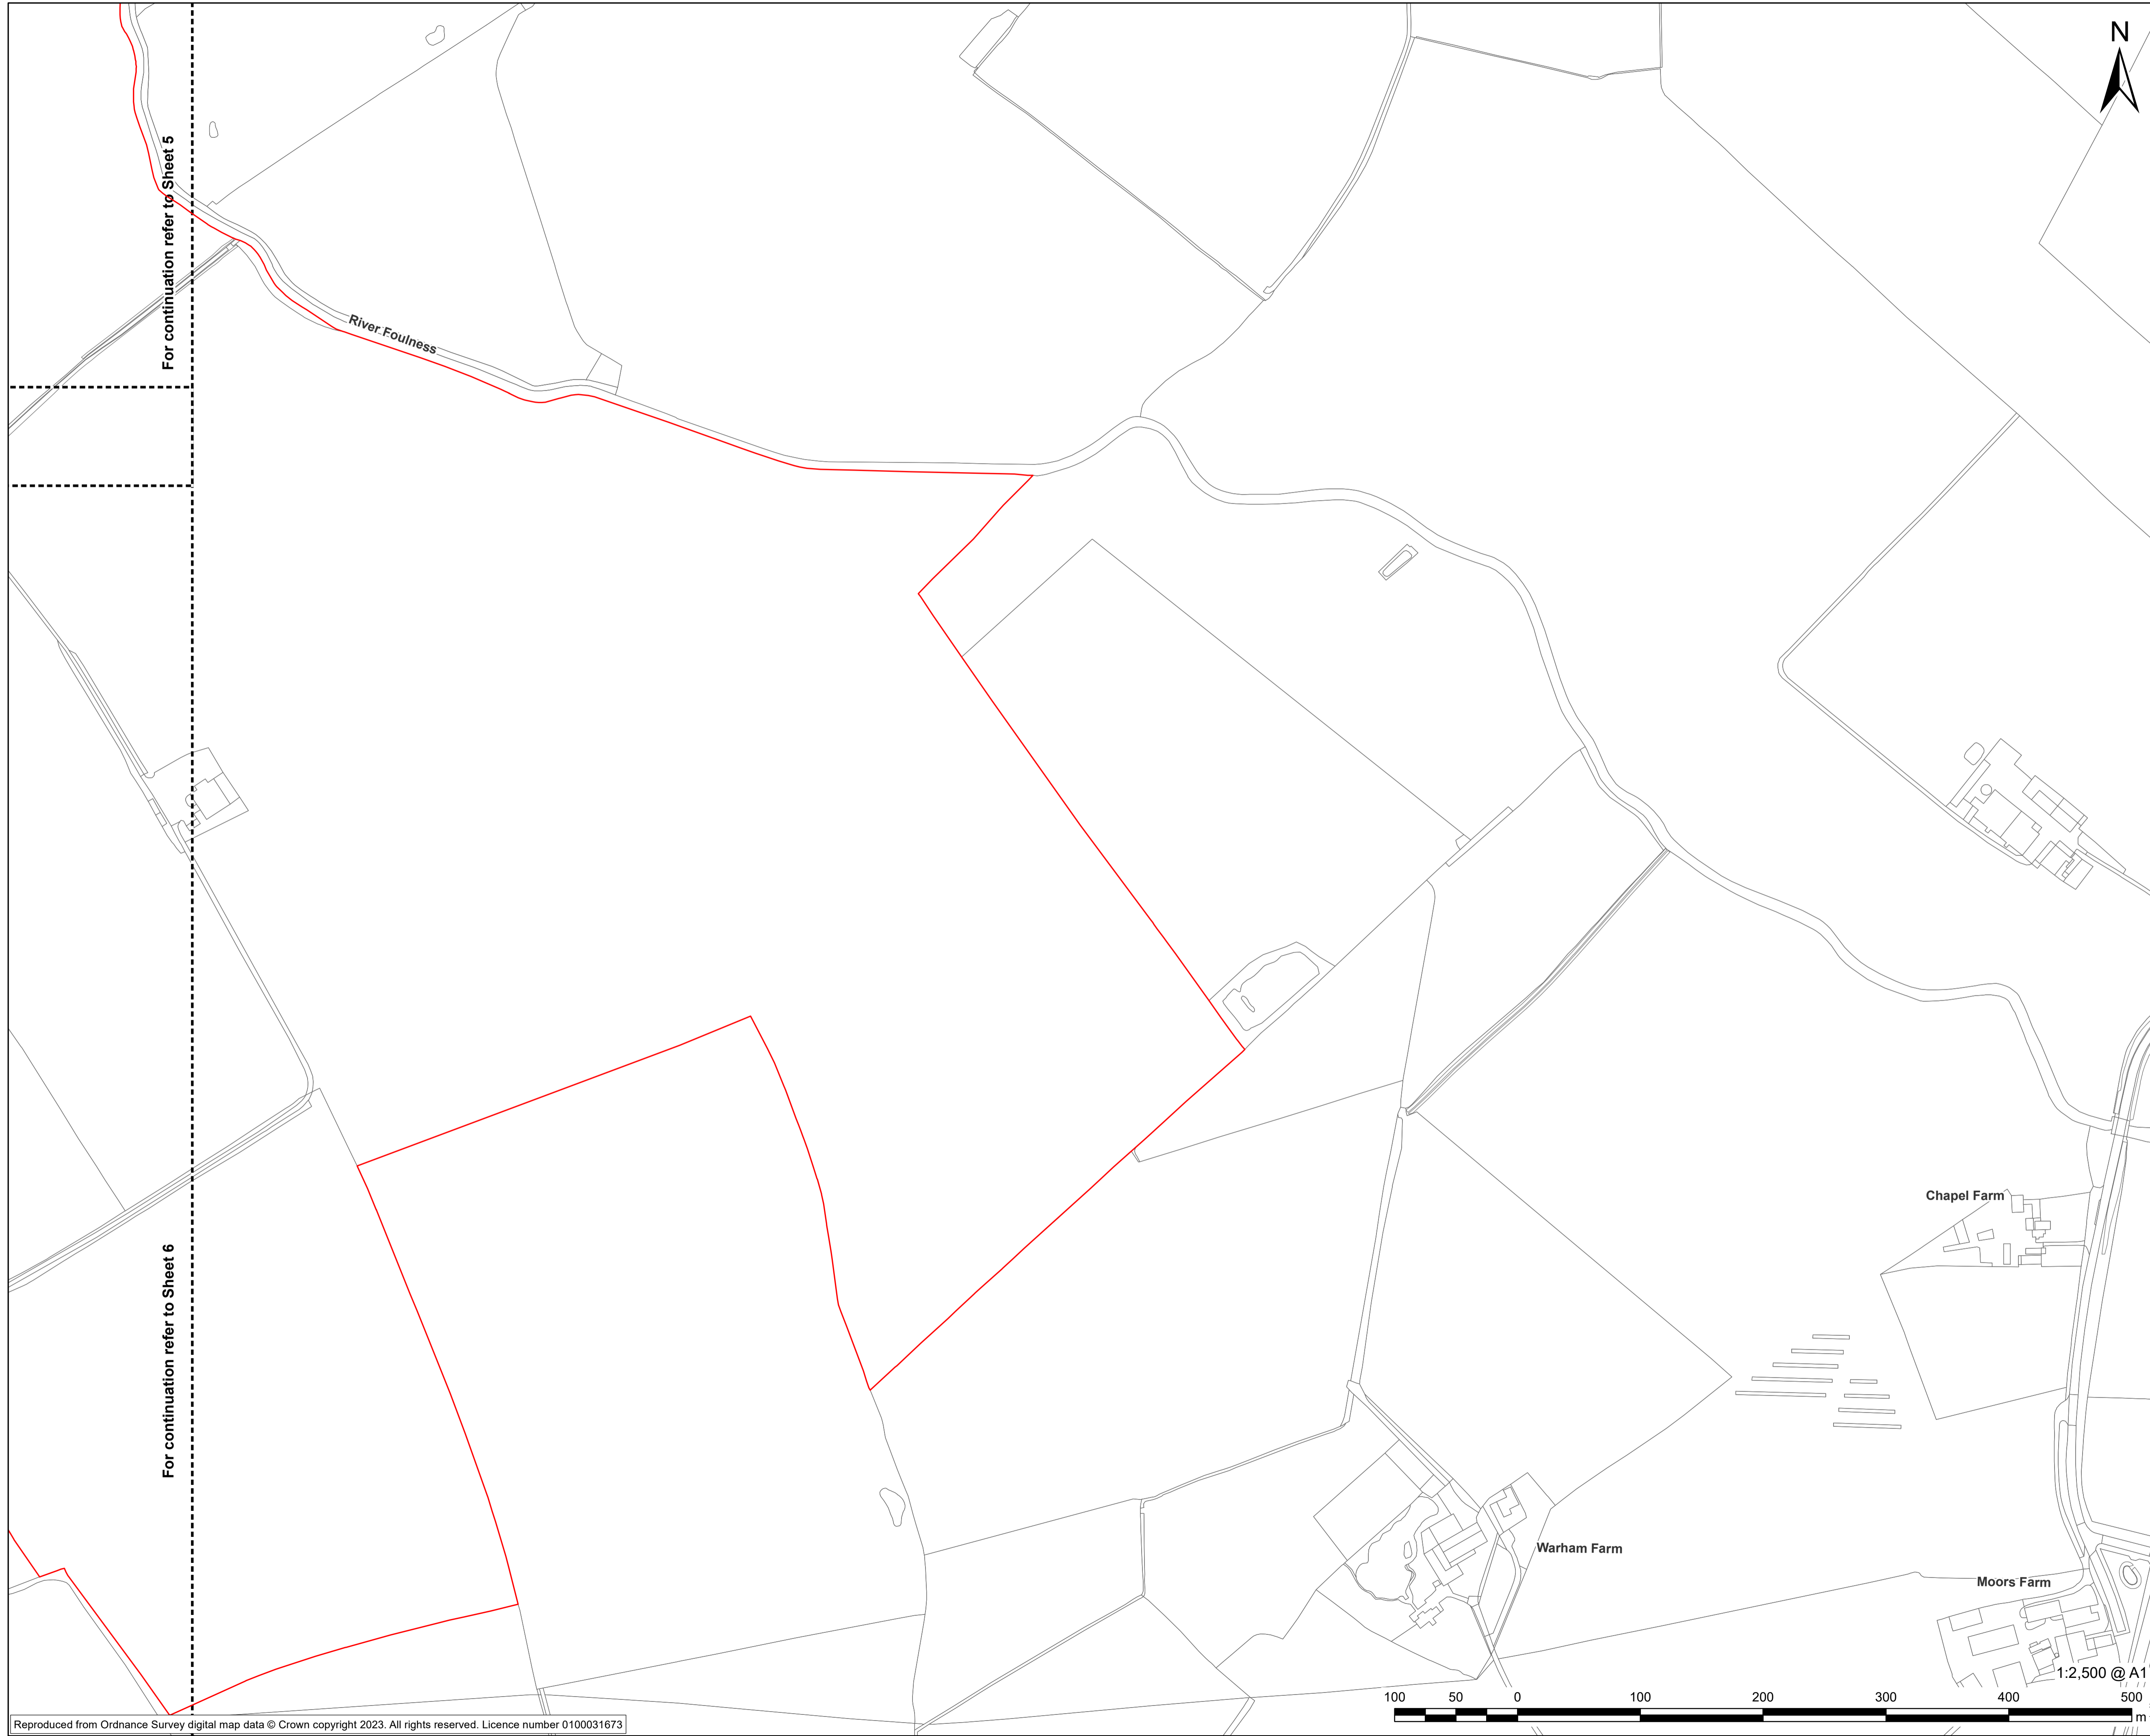 N
For continuation refer to Sheet 5
River Foulness
Chapel Farm
For continuation refer to Sheet 6
Warham Farm
Moors Farm
1:2,500 @ A1
100 50 0 100 200 300 400 500
m
Reproduced from Ordnance Survey digital map data © Crown copyright 2023. All rights reserved. Licence number 0100031673